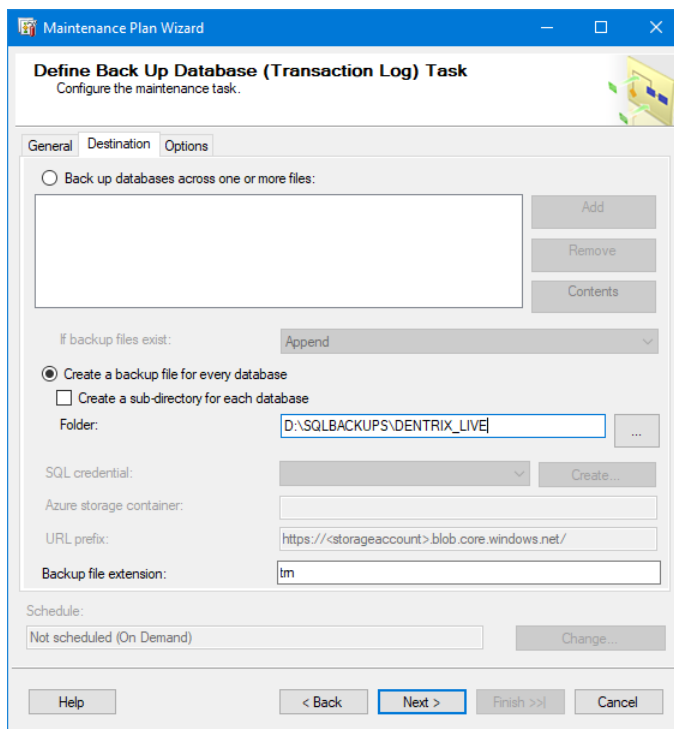 Maintenance Plan Wizard
Define Back Up Database (Transaction Log) Task
Configure the maintenance task.
General Destination Options
Back up databases across one or more files:
Add
Remove
Contents
If backup files exist: Append
Create a backup file for every database
Create a sub-directory for each database
Folder: D:\SQLBACKUPS\DENTRIX_LIVE ...
SQL credential: Create...
Azure storage container:
URL prefix: https://<storageaccount>.blob.core.windows.net/
Backup file extension: trn
Schedule:
Not scheduled (On Demand) Change...
Help < Back Next > Finish >>| Cancel